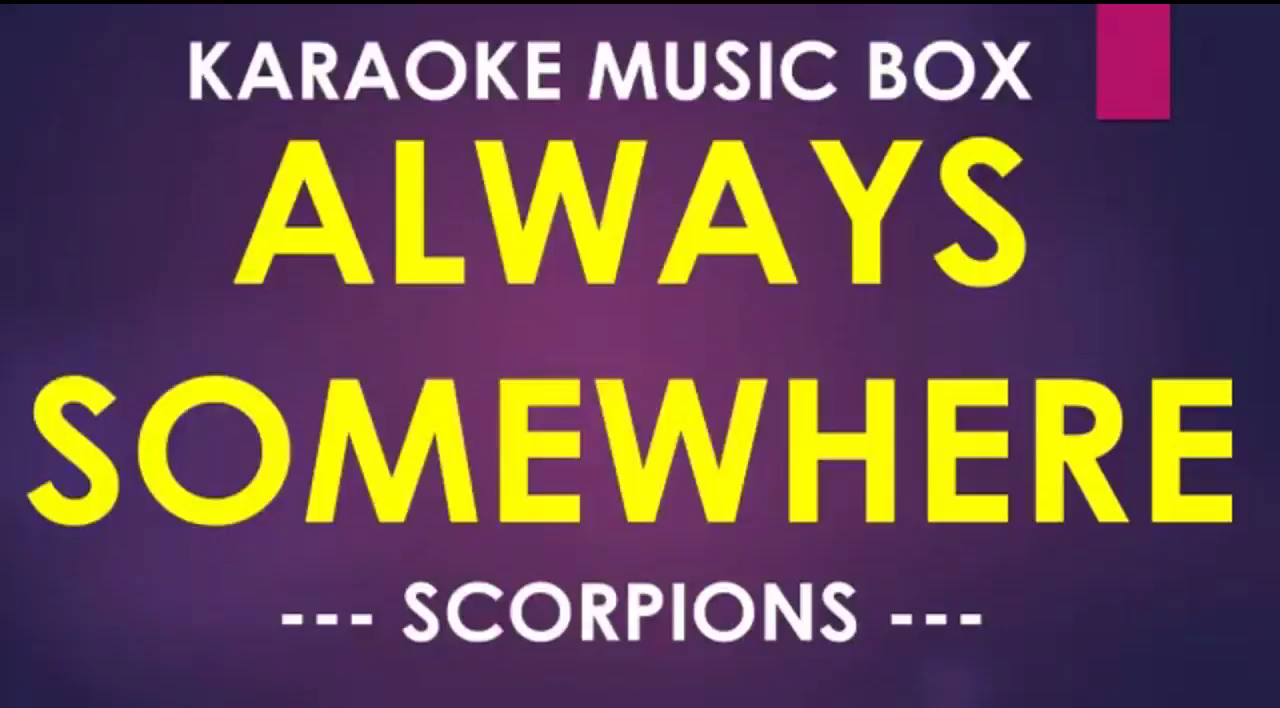 KARAOKE MUSIC BOX
ALWAYS
SOMEWHERE
--- SCORPIONS ---